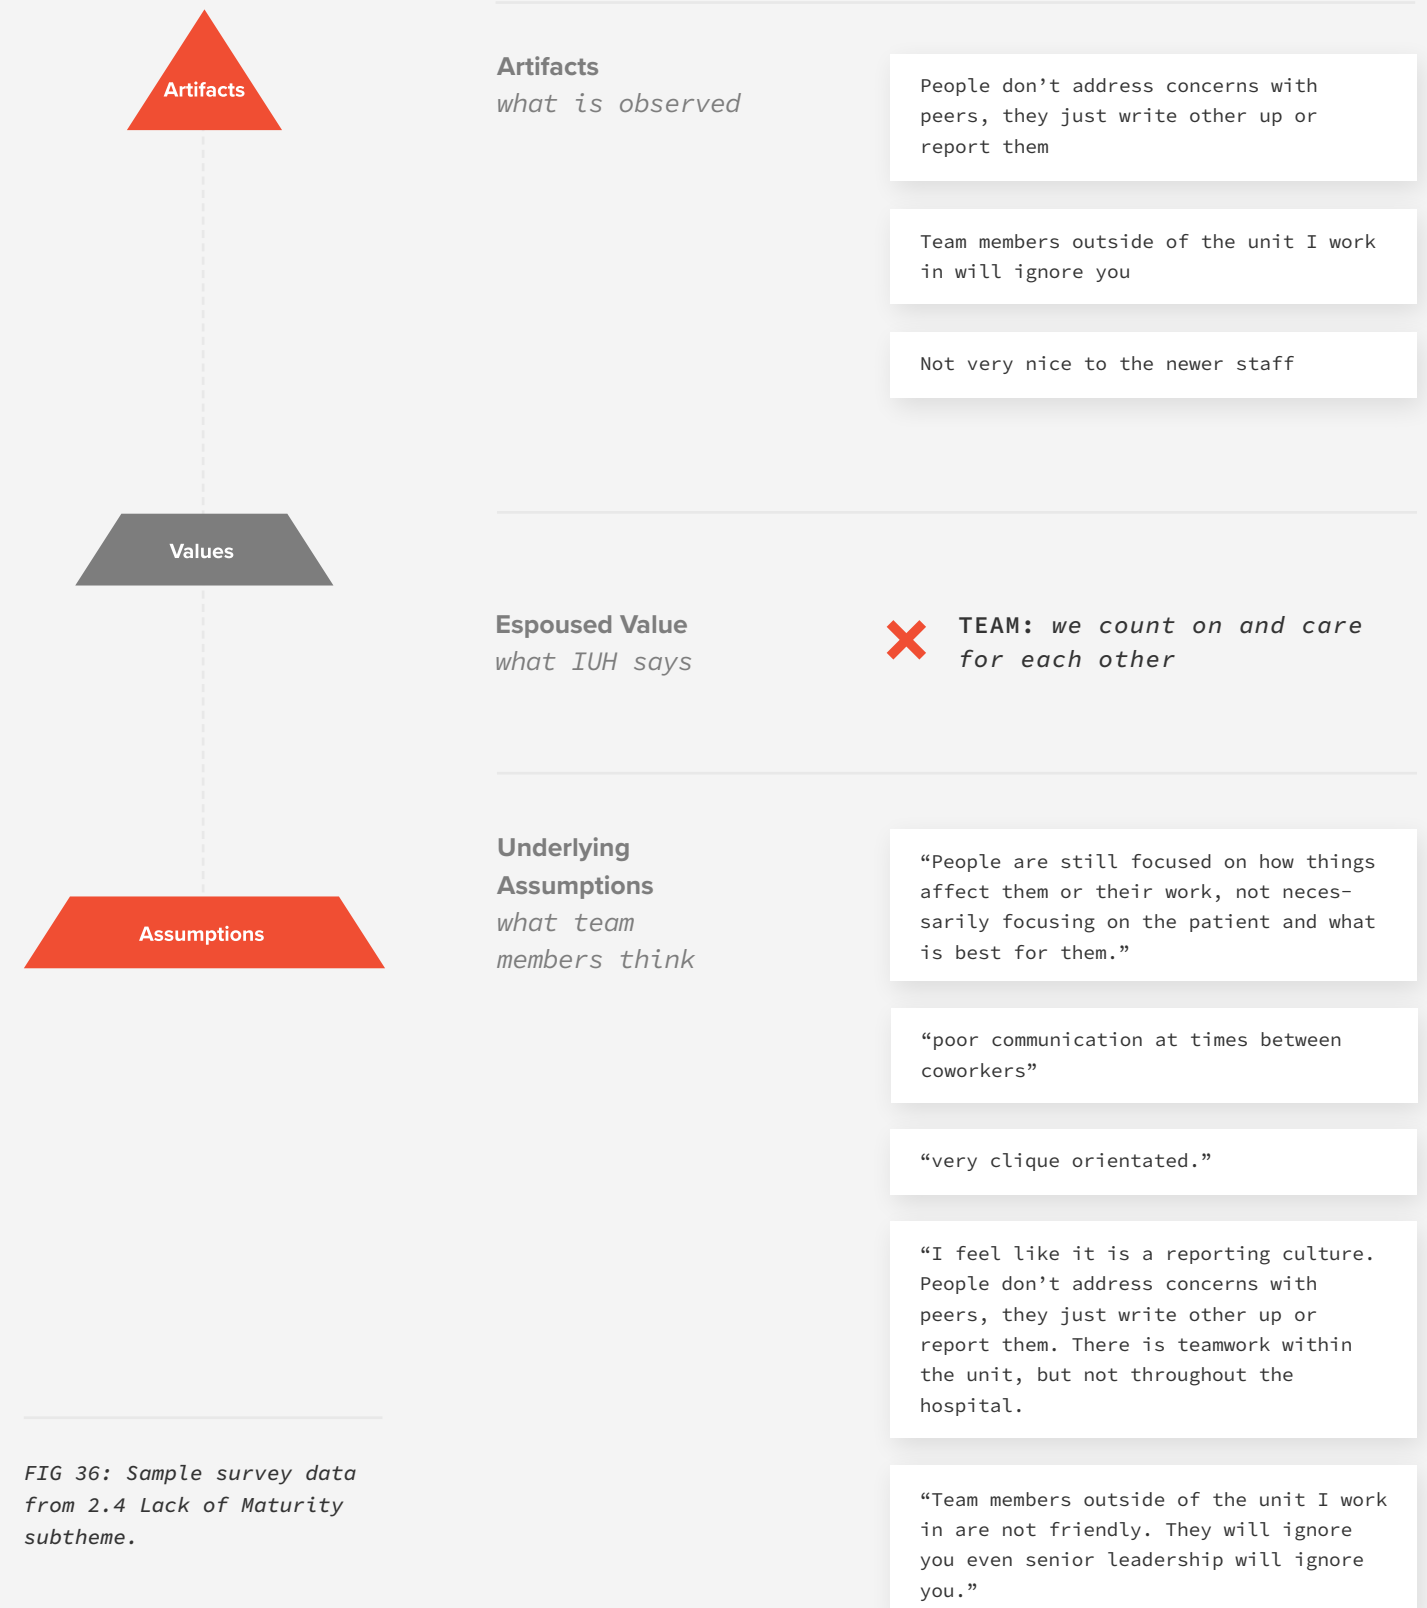 Artifacts
Artifacts
what is observed
People don’t address concerns with
peers, they just write other up or
report them
Team members outside of the unit I work
in will ignore you
Not very nice to the newer staff
Values
Espoused Value
what IUH says
TEAM: we count on and care
for each other
Assumptions
Underlying
Assumptions
what team
members think
“People are still focused on how things
affect them or their work, not neces-
sarily focusing on the patient and what
is best for them.”
“poor communication at times between
coworkers”
“very clique orientated.”
“I feel like it is a reporting culture.
People don’t address concerns with
peers, they just write other up or
report them. There is teamwork within
the unit, but not throughout the
hospital.
“Team members outside of the unit I work
in are not friendly. They will ignore
you even senior leadership will ignore
you.”
FIG 36: Sample survey data
from 2.4 Lack of Maturity
subtheme.